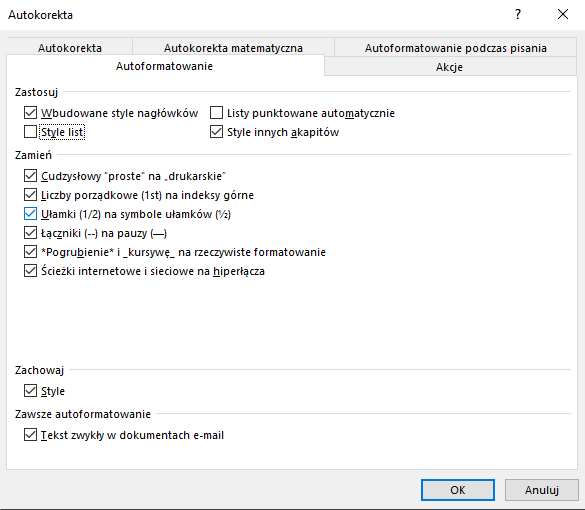 Autokorekta
?
Autokorekta Autokorekta matematyczna Autoformatowanie podczas pisania
Autoformatowanie Akcje
Zastosuj
Wbudowane style nagłówków Listy punktowane automatycznie
Style list Style innych akapitów
Zamień
Cudzysłowy "proste" na „drukarskie”
Liczby porządkowe (1st) na indeksy górne
Ułamki (1/2) na symbole ułamków (½)
Łączniki (--) na pauzy (—)
*Pogrubienie* i _kursywę_ na rzeczywiste formatowanie
Ścieżki internetowe i sieciowe na hiperłącza
Zachowaj
Style
Zawsze autoformatowanie
Tekst zwykły w dokumentach e-mail
OK Anuluj